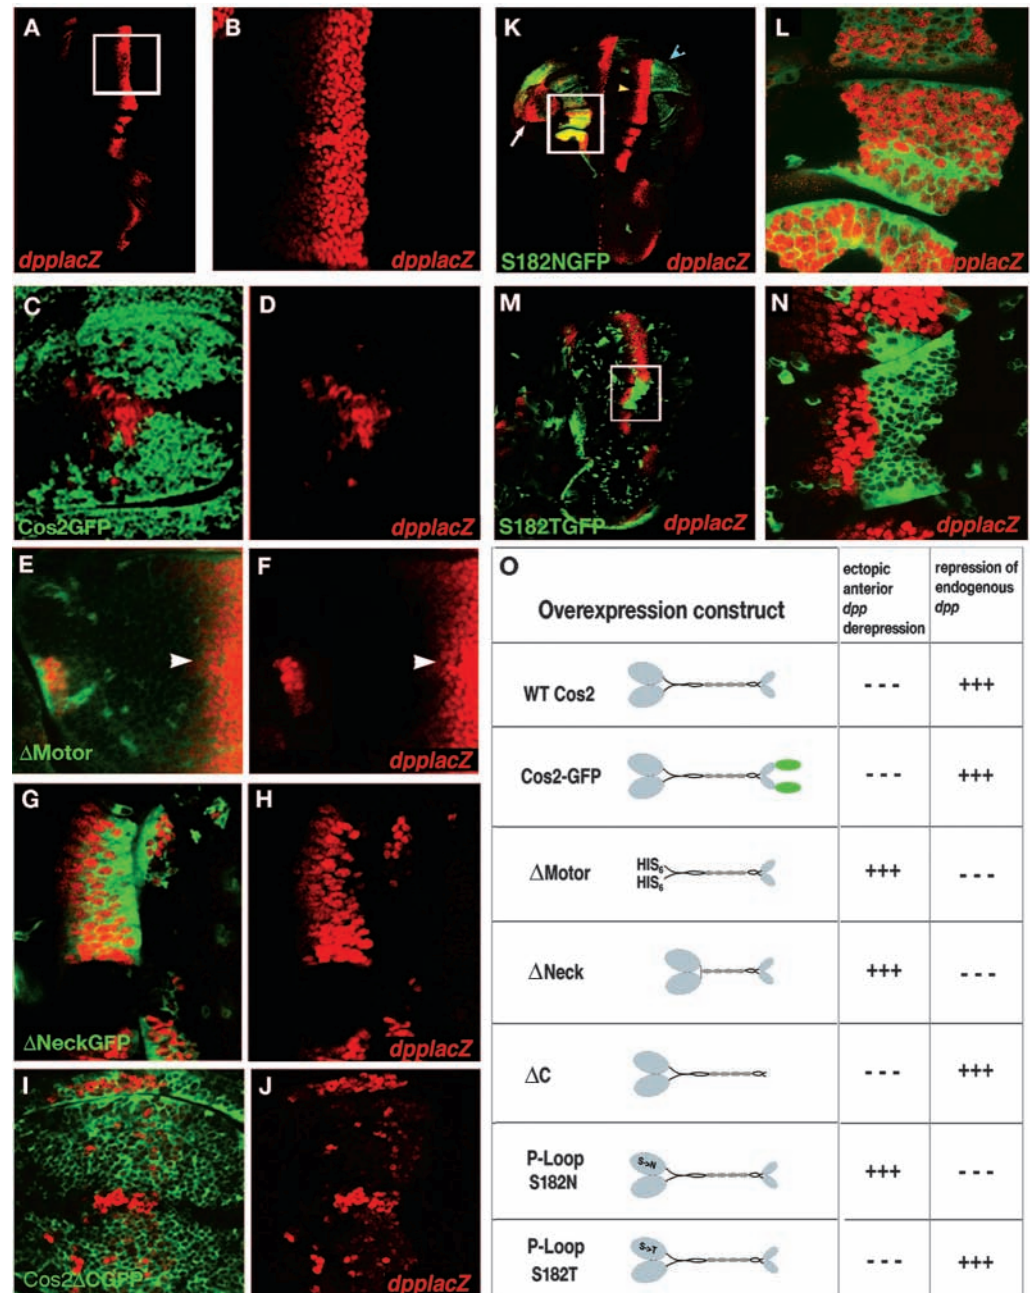 A
dpplacZ
B
dpplacZ
C
Cos2GFP
D
dpplacZ
E
ΔMotor
F
dpplacZ
G
ΔNeckGFP
H
dpplacZ
I
Cos2ΔCGFP
J
dpplacZ
K
S182NGFP
dpplacZ
L
dpplacZ
M
S182TGFP
dpplacZ
N
dpplacZ
O
Overexpression construct
ectopic
anterior
dpp
derepression
repression of
endogenous
dpp
WT Cos2
- - -
+++
Cos2-GFP
- - -
+++
ΔMotor
HIS₆
HIS₆
+++
- - -
ΔNeck
+++
- - -
ΔC
- - -
+++
P-Loop
S182N
S>N
+++
- - -
P-Loop
S182T
S>T
- - -
+++